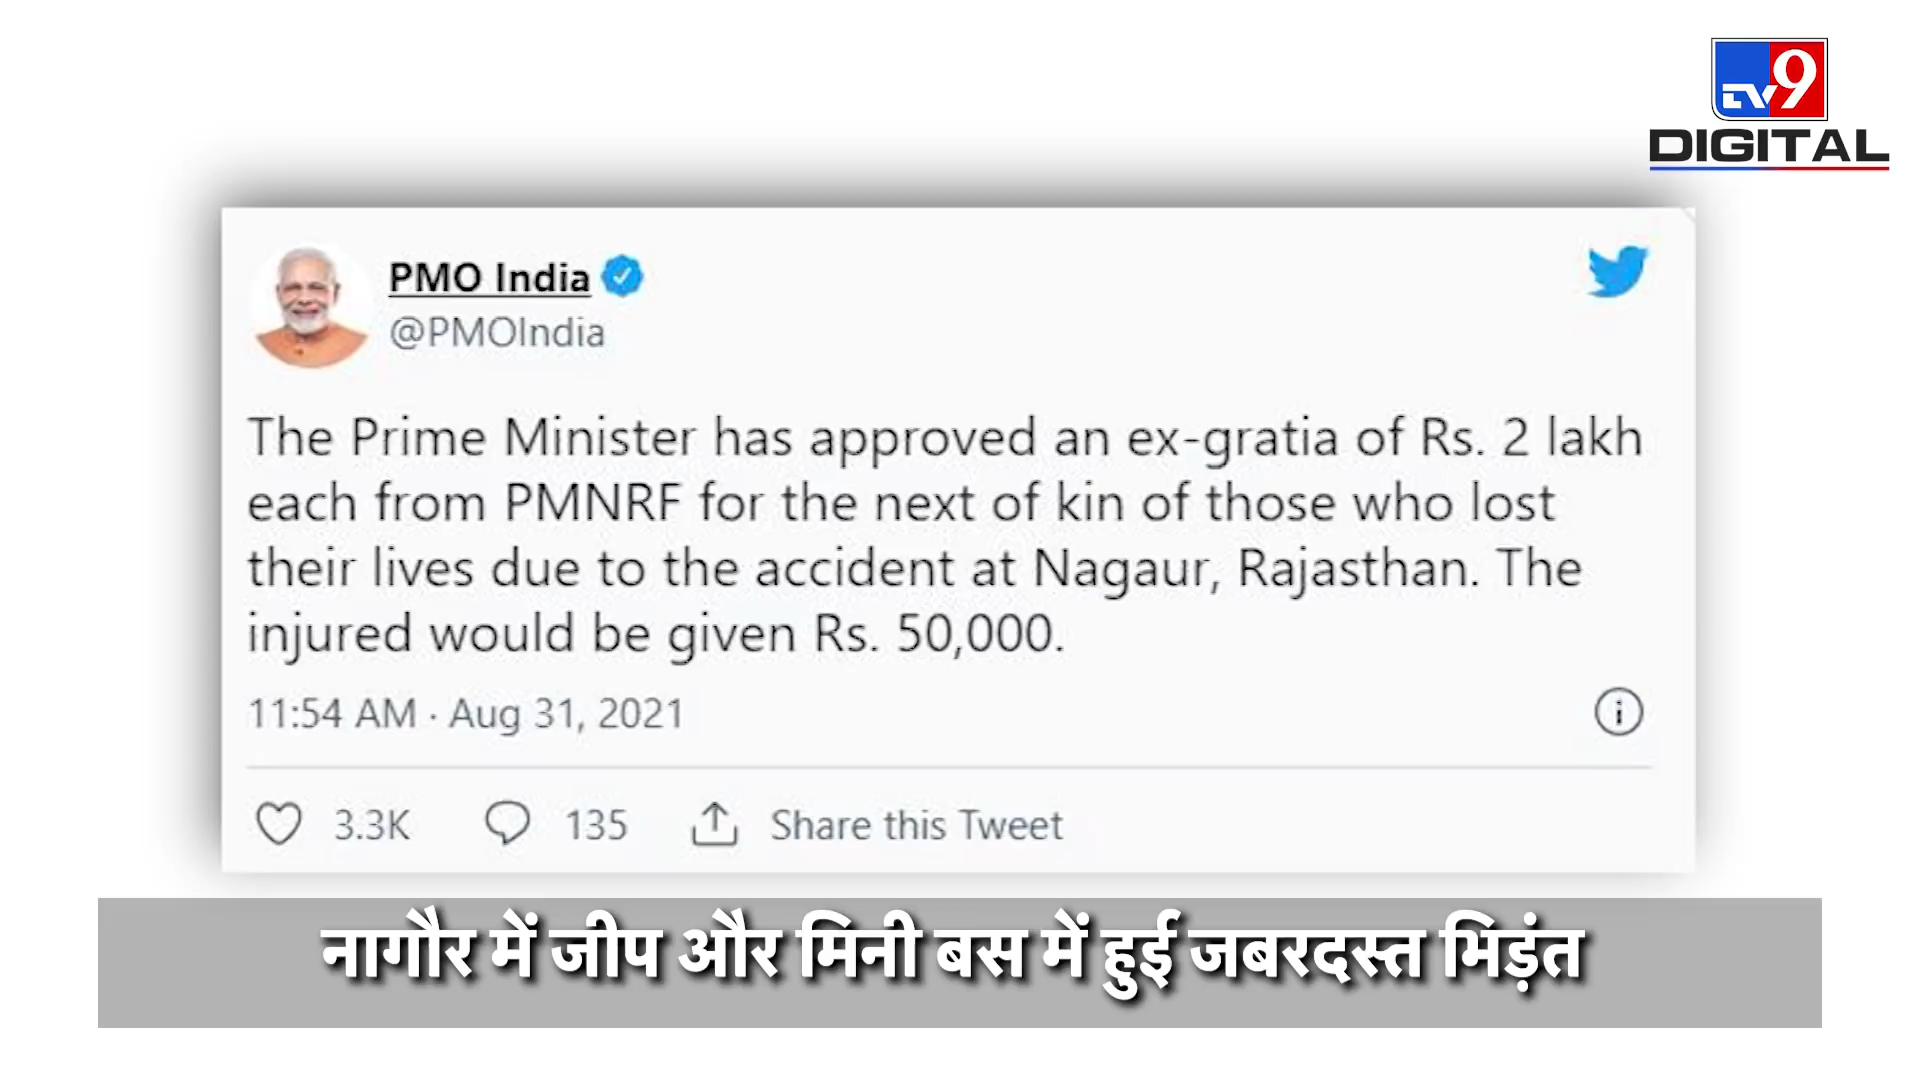 TV9
DIGITAL
PMO India
@PMOIndia
The Prime Minister has approved an ex-gratia of Rs. 2 lakh
each from PMNRF for the next of kin of those who lost
their lives due to the accident at Nagaur, Rajasthan. The
injured would be given Rs. 50,000.
11:54 AM · Aug 31, 2021
3.3K 135 Share this Tweet
नागौर में जीप और मिनी बस में हुई जबरदस्त भिड़ंत